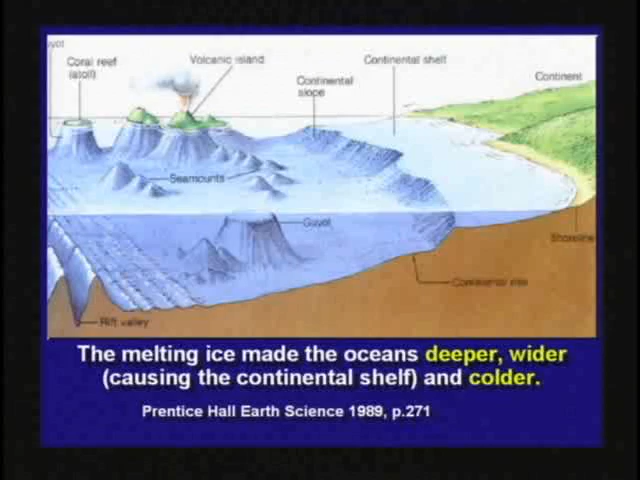 Coral reef
(atoll)
Volcanic island
Continental
slope
Continental shelf
Continent
Seamounts
Guyot
Shoreline
Continental rise
Rift valley
The melting ice made the oceans deeper, wider
(causing the continental shelf) and colder.
Prentice Hall Earth Science 1989, p.271